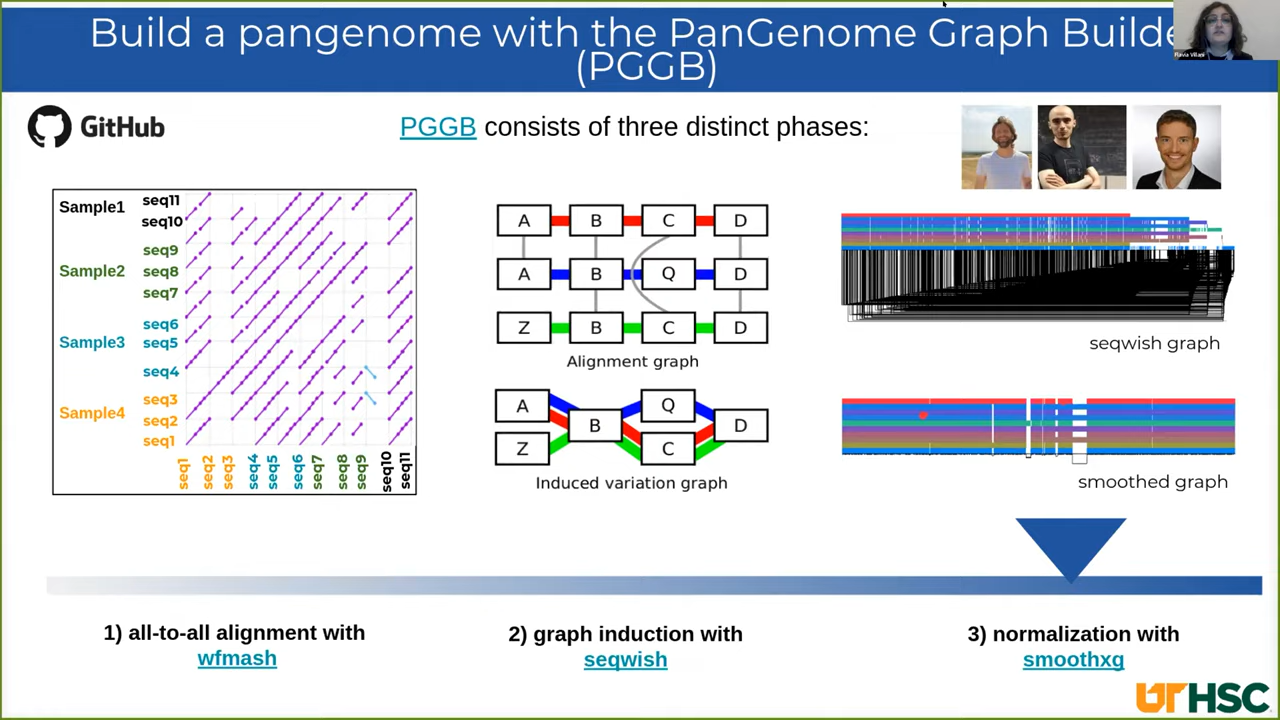 Build a pangenome with the PanGenome Graph Builde
(PGGB)
Flavia Villani
GitHub
PGGB consists of three distinct phases:
Sample1
Sample2
Sample3
Sample4
seq11
seq10
seq9
seq8
seq7
seq6
seq5
seq4
seq3
seq2
seq1
seq1 seq2 seq3 seq4 seq5 seq6 seq7 seq8 seq9 seq10 seq11
A B C D
A B Q D
Z B C D
Alignment graph
A Q
B D
Z C
Induced variation graph
seqwish graph
smoothed graph
1) all-to-all alignment with
wfmash
2) graph induction with
seqwish
3) normalization with
smoothxg
UTHSC